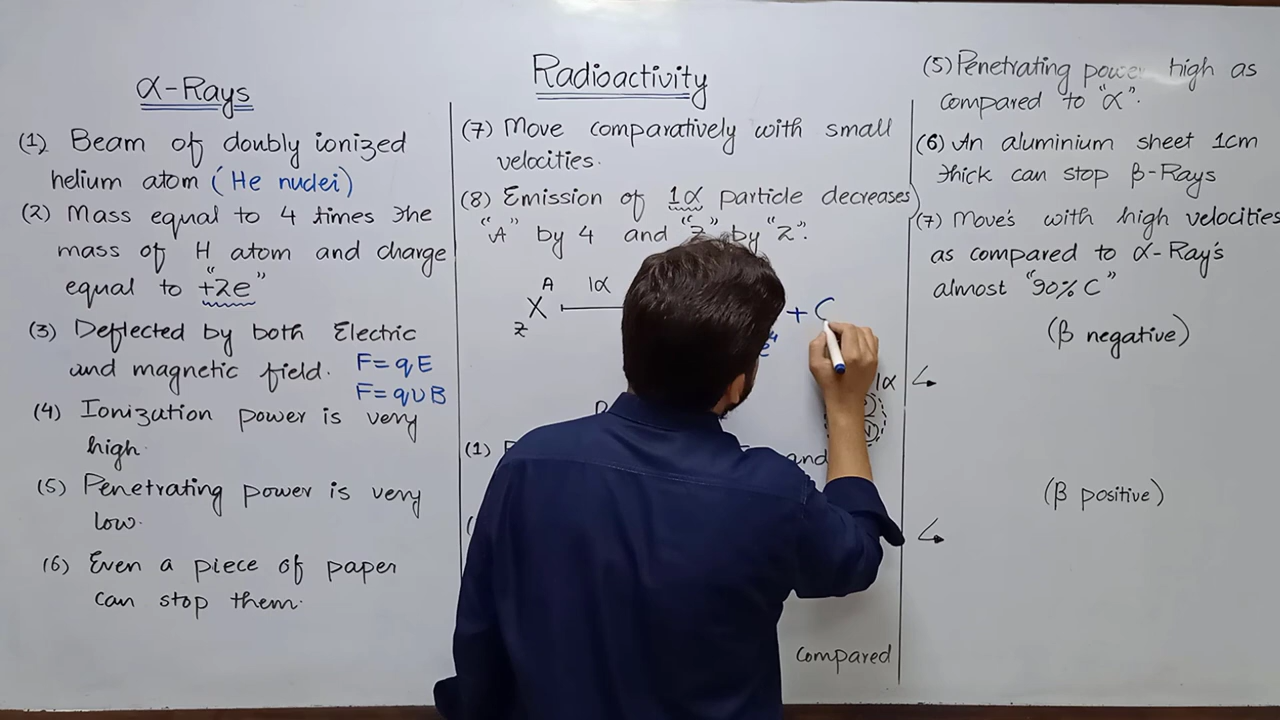 α-Rays
(1) Beam of doubly ionized
helium atom (He nuclei)
(2) Mass equal to 4 times the
mass of H atom and charge
equal to "+2e"
(3) Deflected by both Electric
and magnetic field.
F=qE
F=qυB
(4) Ionization power is very
high.
(5) Penetrating power is very
low.
(6) Even a piece of paper
can stop them.
Radioactivity
(7) Move comparatively with small
velocities.
(8) Emission of 1α particle decreases
"A" by 4 and "Z" by "2".
A
1α
X
Z
+
1α
(1)
and
compared
(5) Penetrating power high as
compared to "α".
(6) An aluminium sheet 1cm
thick can stop β-Rays
(7) Move's with high velocities
as compared to α-Ray's
almost "90% C"
(β negative)
(β positive)